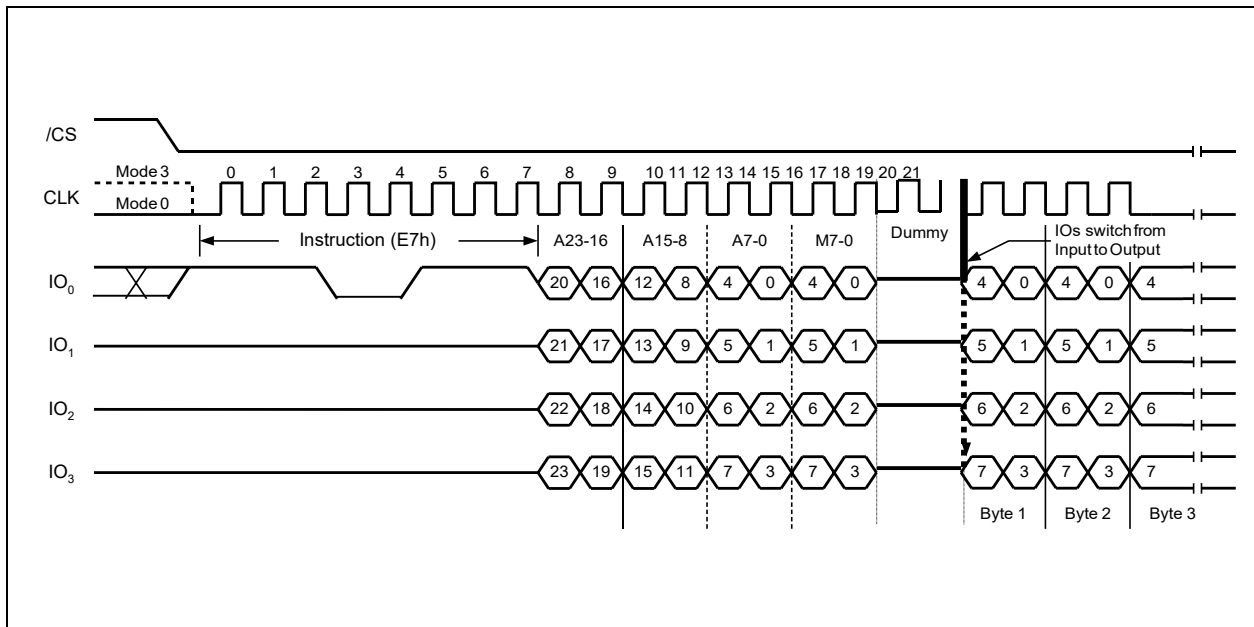 /CS
Mode 3
0 1 2 3 4 5 6 7 8 9 10 11 12 13 14 15 16 17 18 19 20 21
CLK
Mode 0
Instruction (E7h)
A23-16 A15-8 A7-0 M7-0
Dummy
IOs switch from
Input to Output
IO0 20 16 12 8 4 0 4 0 4 0 4 0 4
IO1 21 17 13 9 5 1 5 1 5 1 5 1 5
IO2 22 18 14 10 6 2 6 2 6 2 6 2 6
IO3 23 19 15 11 7 3 7 3 7 3 7 3 7
Byte 1 Byte 2 Byte 3